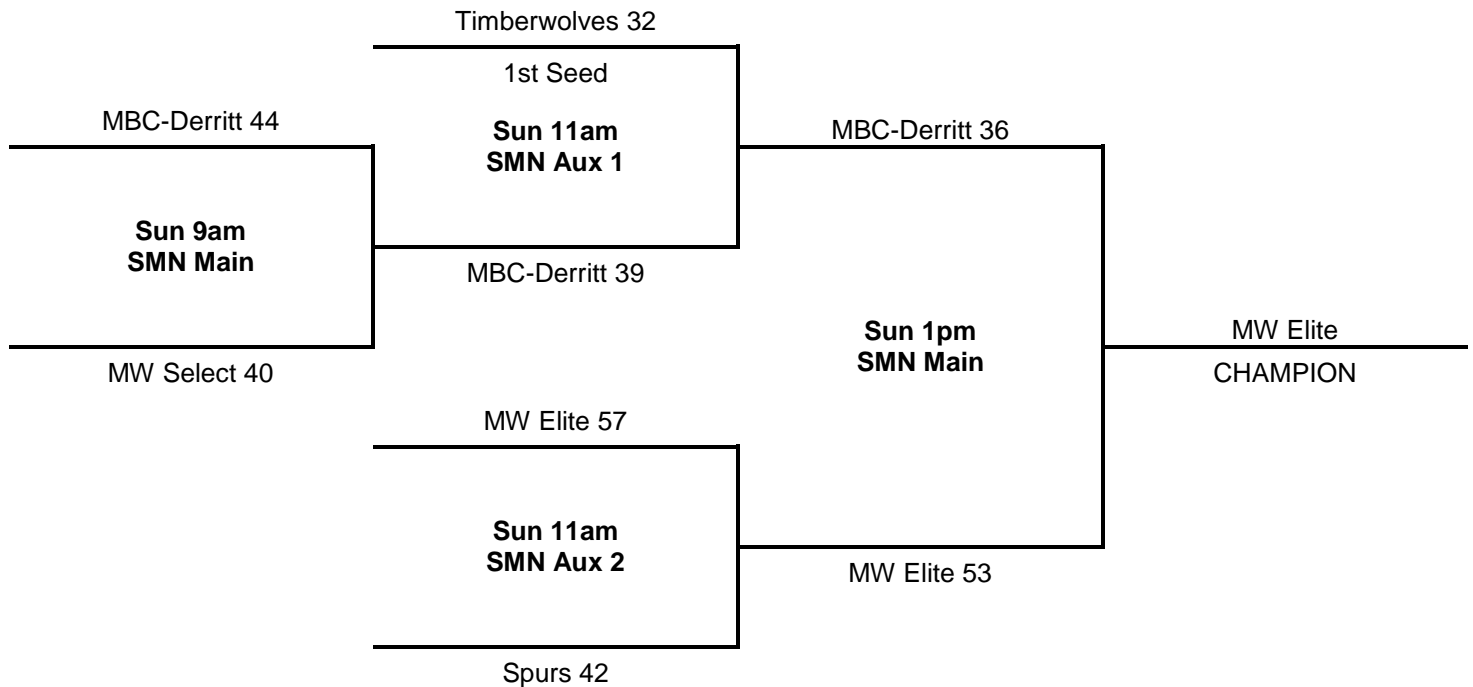 Timberwolves 32
1st Seed
MBC-Derritt 44
Sun 11am
SMN Aux 1
MBC-Derritt 36
Sun 9am
SMN Main
MBC-Derritt 39
Sun 1pm
SMN Main
MW Elite
CHAMPION
MW Select 40
MW Elite 57
Sun 11am
SMN Aux 2
MW Elite 53
Spurs 42